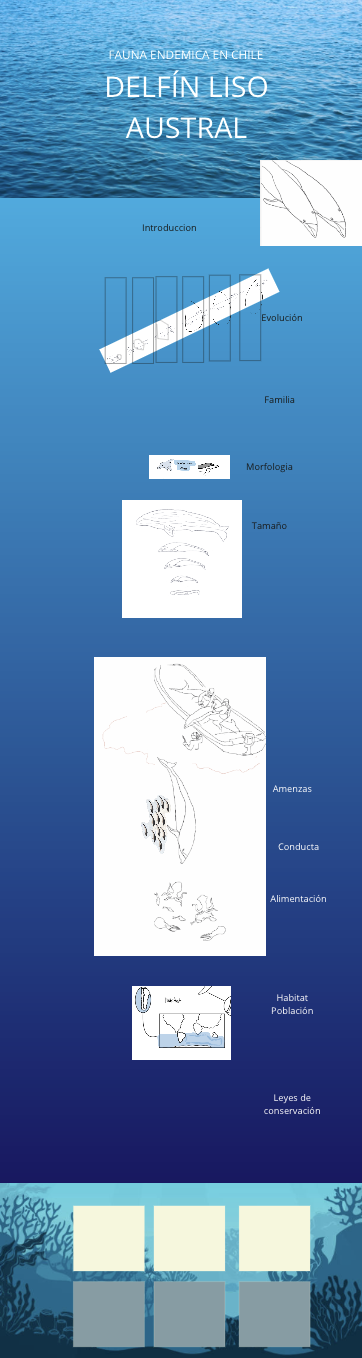 FAUNA ENDEMICA EN CHILE
DELFÍN LISO
AUSTRAL
Introduccion
Evolución
Familia
Morfologia
Tamaño
Amenzas
Conducta
Alimentación
Habitat
Población
Leyes de
conservación